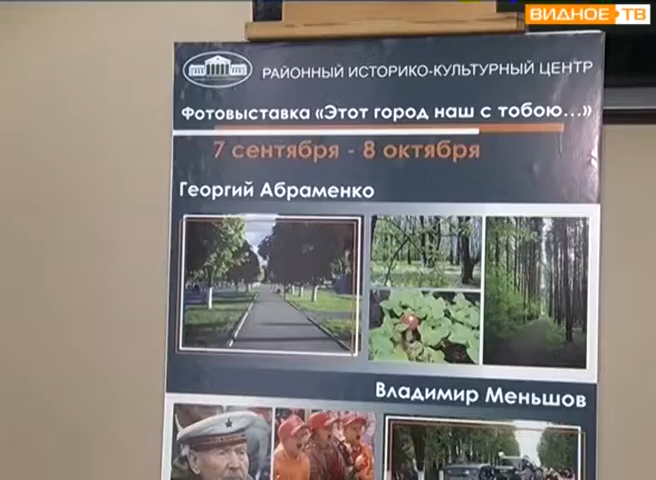 ВИДНОЕ ТВ
РАЙОННЫЙ ИСТОРИКО-КУЛЬТУРНЫЙ ЦЕНТР
Фотовыставка «Этот город наш с тобою...»
7 сентября - 8 октября
Георгий Абраменко
Владимир Меньшов